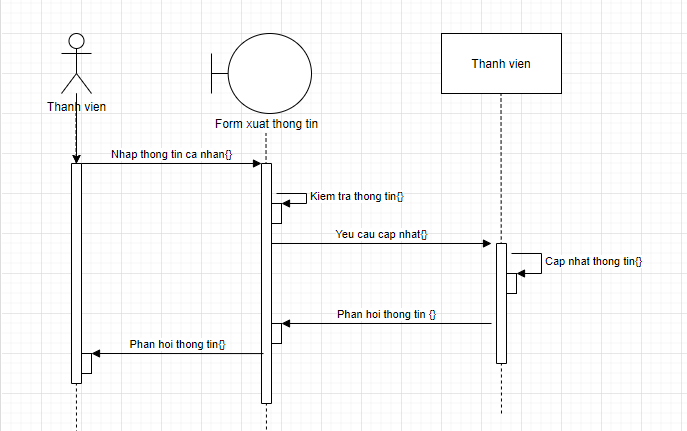 Thanh vien
Thanh vien
Form xuat thong tin
Nhap thong tin ca nhan{}
Kiem tra thong tin{}
Yeu cau cap nhat{}
Cap nhat thong tin{}
Phan hoi thong tin {}
Phan hoi thong tin{}